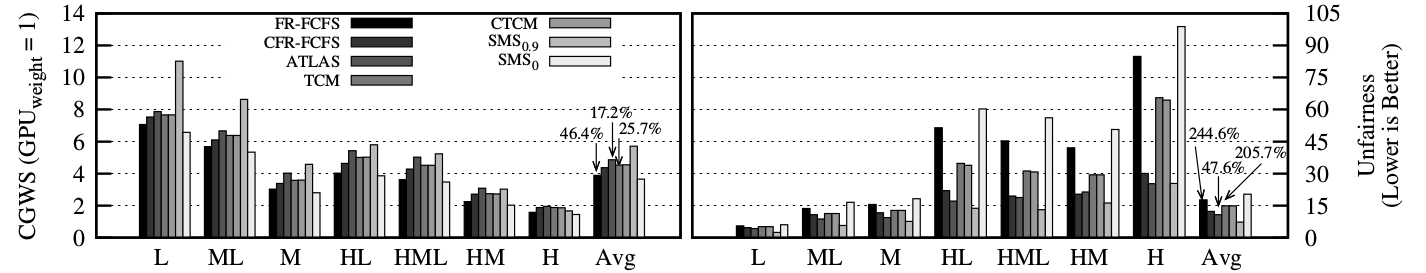 CGWS (GPUweight = 1)
14
12
10
8
6
4
2
0
FR-FCFS
CFR-FCFS
ATLAS
TCM
CTCM
SMS0.9
SMS0
46.4%
17.2%
25.7%
L ML M HL HML HM H Avg
244.6%
47.6%
205.7%
L ML M HL HML HM H Avg
105
90
75
60
45
30
15
0
Unfairness
(Lower is Better)